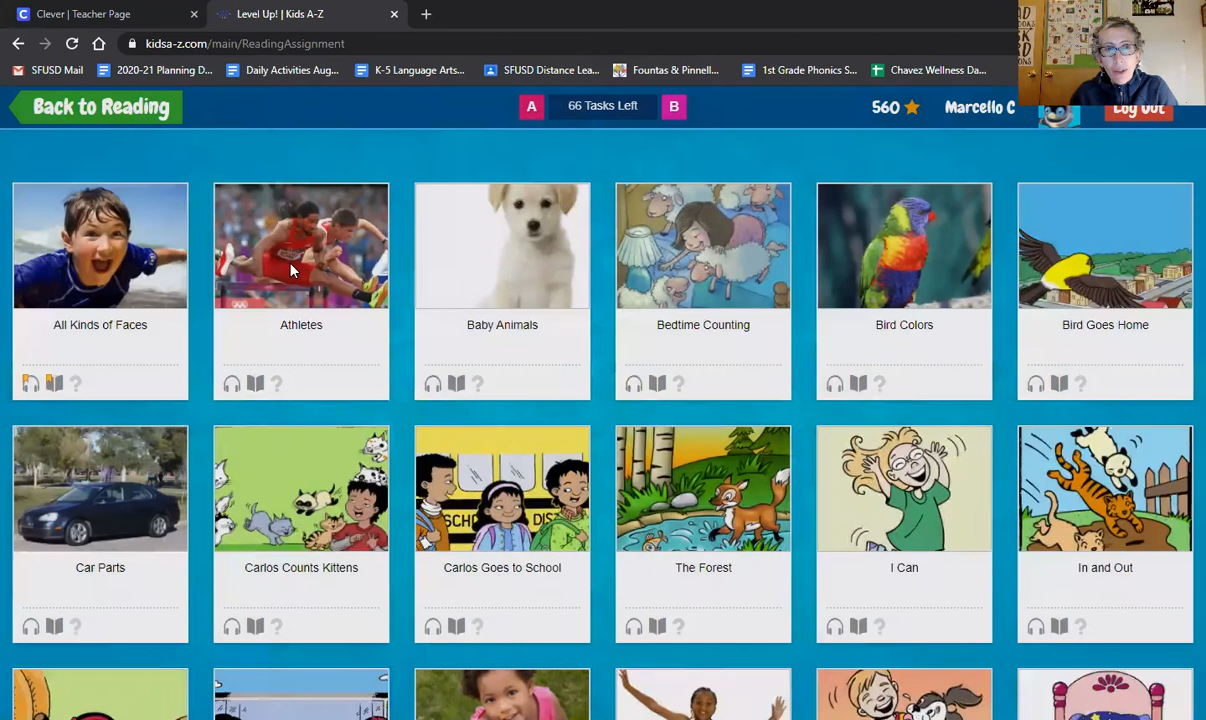 Clever | Teacher Page
Level Up! | Kids A-Z
kidsa-z.com/main/ReadingAssignment
SFUSD Mail
2020-21 Planning D...
Daily Activities Aug...
K-5 Language Arts...
SFUSD Distance Lea...
Fountas & Pinnell...
1st Grade Phonics S...
Chavez Wellness Da...
Back to Reading
A
66 Tasks Left
B
560
Marcello C
Log Out
All Kinds of Faces
Athletes
Baby Animals
Bedtime Counting
Bird Colors
Bird Goes Home
Car Parts
Carlos Counts Kittens
Carlos Goes to School
The Forest
I Can
In and Out